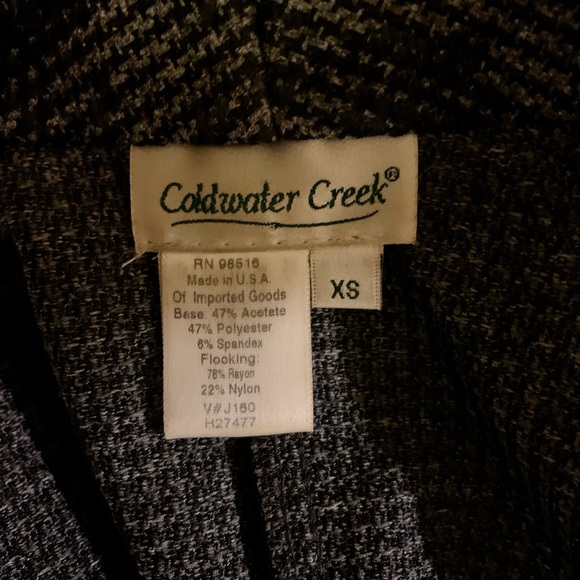 Coldwater Creek®
RN 98516
Made in U.S.A.
Of Imported Goods
Base: 47% Acetate
47% Polyester
6% Spandex
Flocking:
78% Rayon
22% Nylon
V#J160
H27477
XS